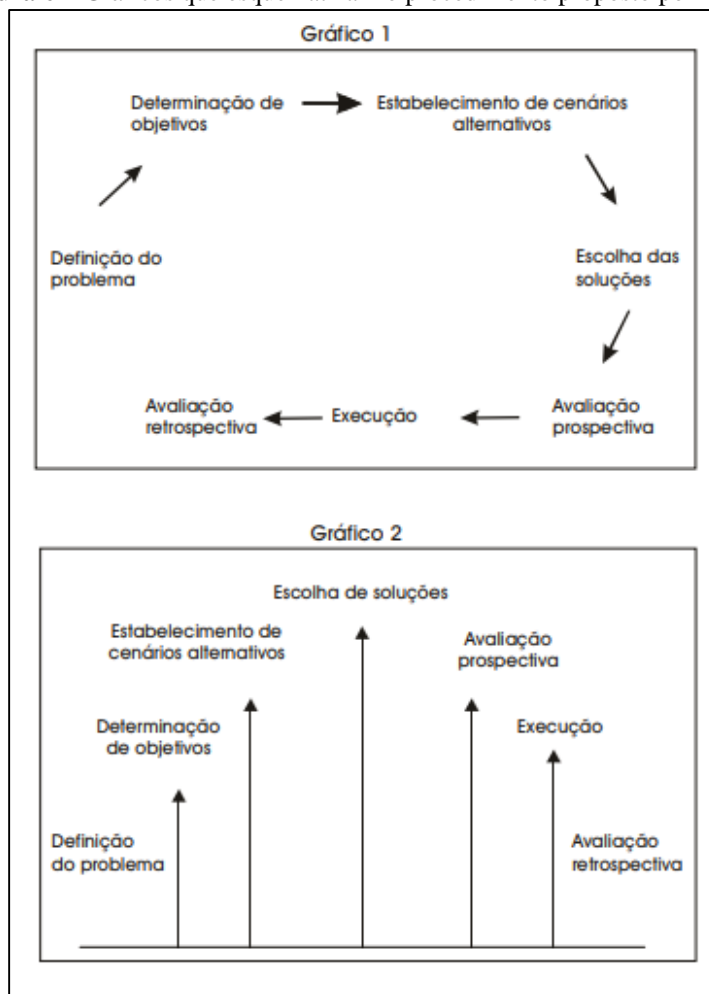 Gráfico 1
Determinação de
objetivos
Estabelecimento de cenários
alternativos
Definição do
problema
Escolha das
soluções
Avaliação
retrospectiva
Execução
Avaliação
prospectiva
Gráfico 2
Escolha de soluções
Estabelecimento de
cenários alternativos
Avaliação
prospectiva
Determinação
de objetivos
Execução
Definição
do problema
Avaliação
retrospectiva